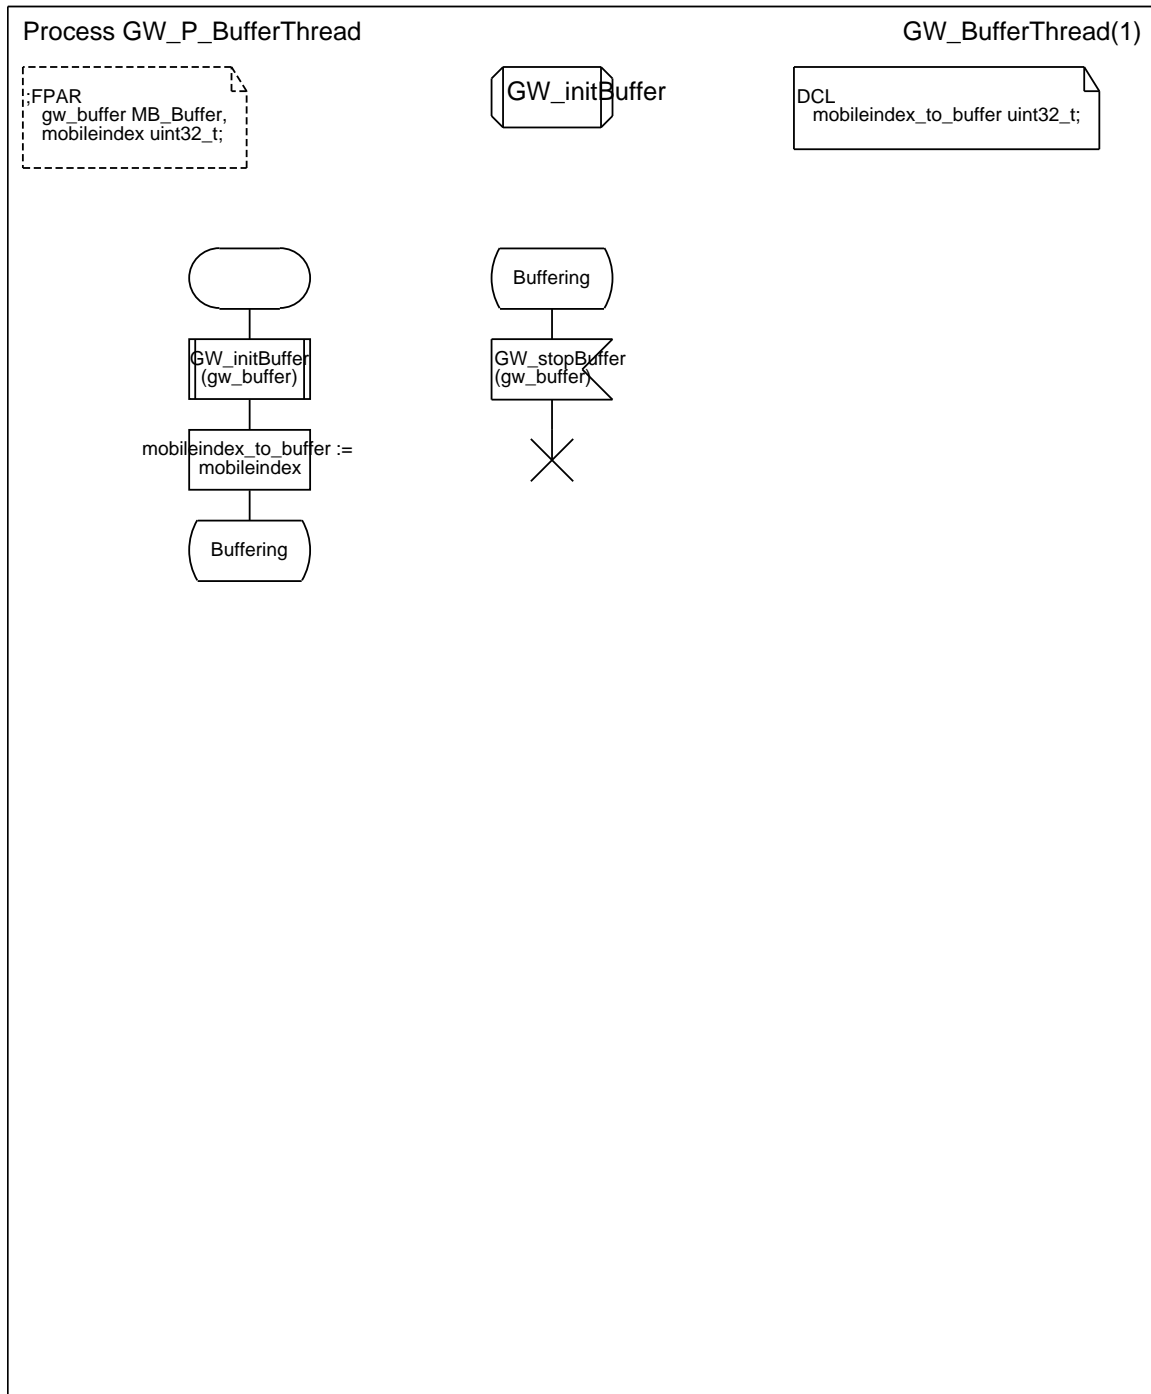 Process GW_P_BufferThread
GW_BufferThread(1)
;FPAR
gw_buffer MB_Buffer,
mobileindex uint32_t;
GW_initBuffer
DCL
mobileindex_to_buffer uint32_t;
GW_initBuffer
(gw_buffer)
mobileindex_to_buffer :=
mobileindex
Buffering
Buffering
GW_stopBuffer
(gw_buffer)